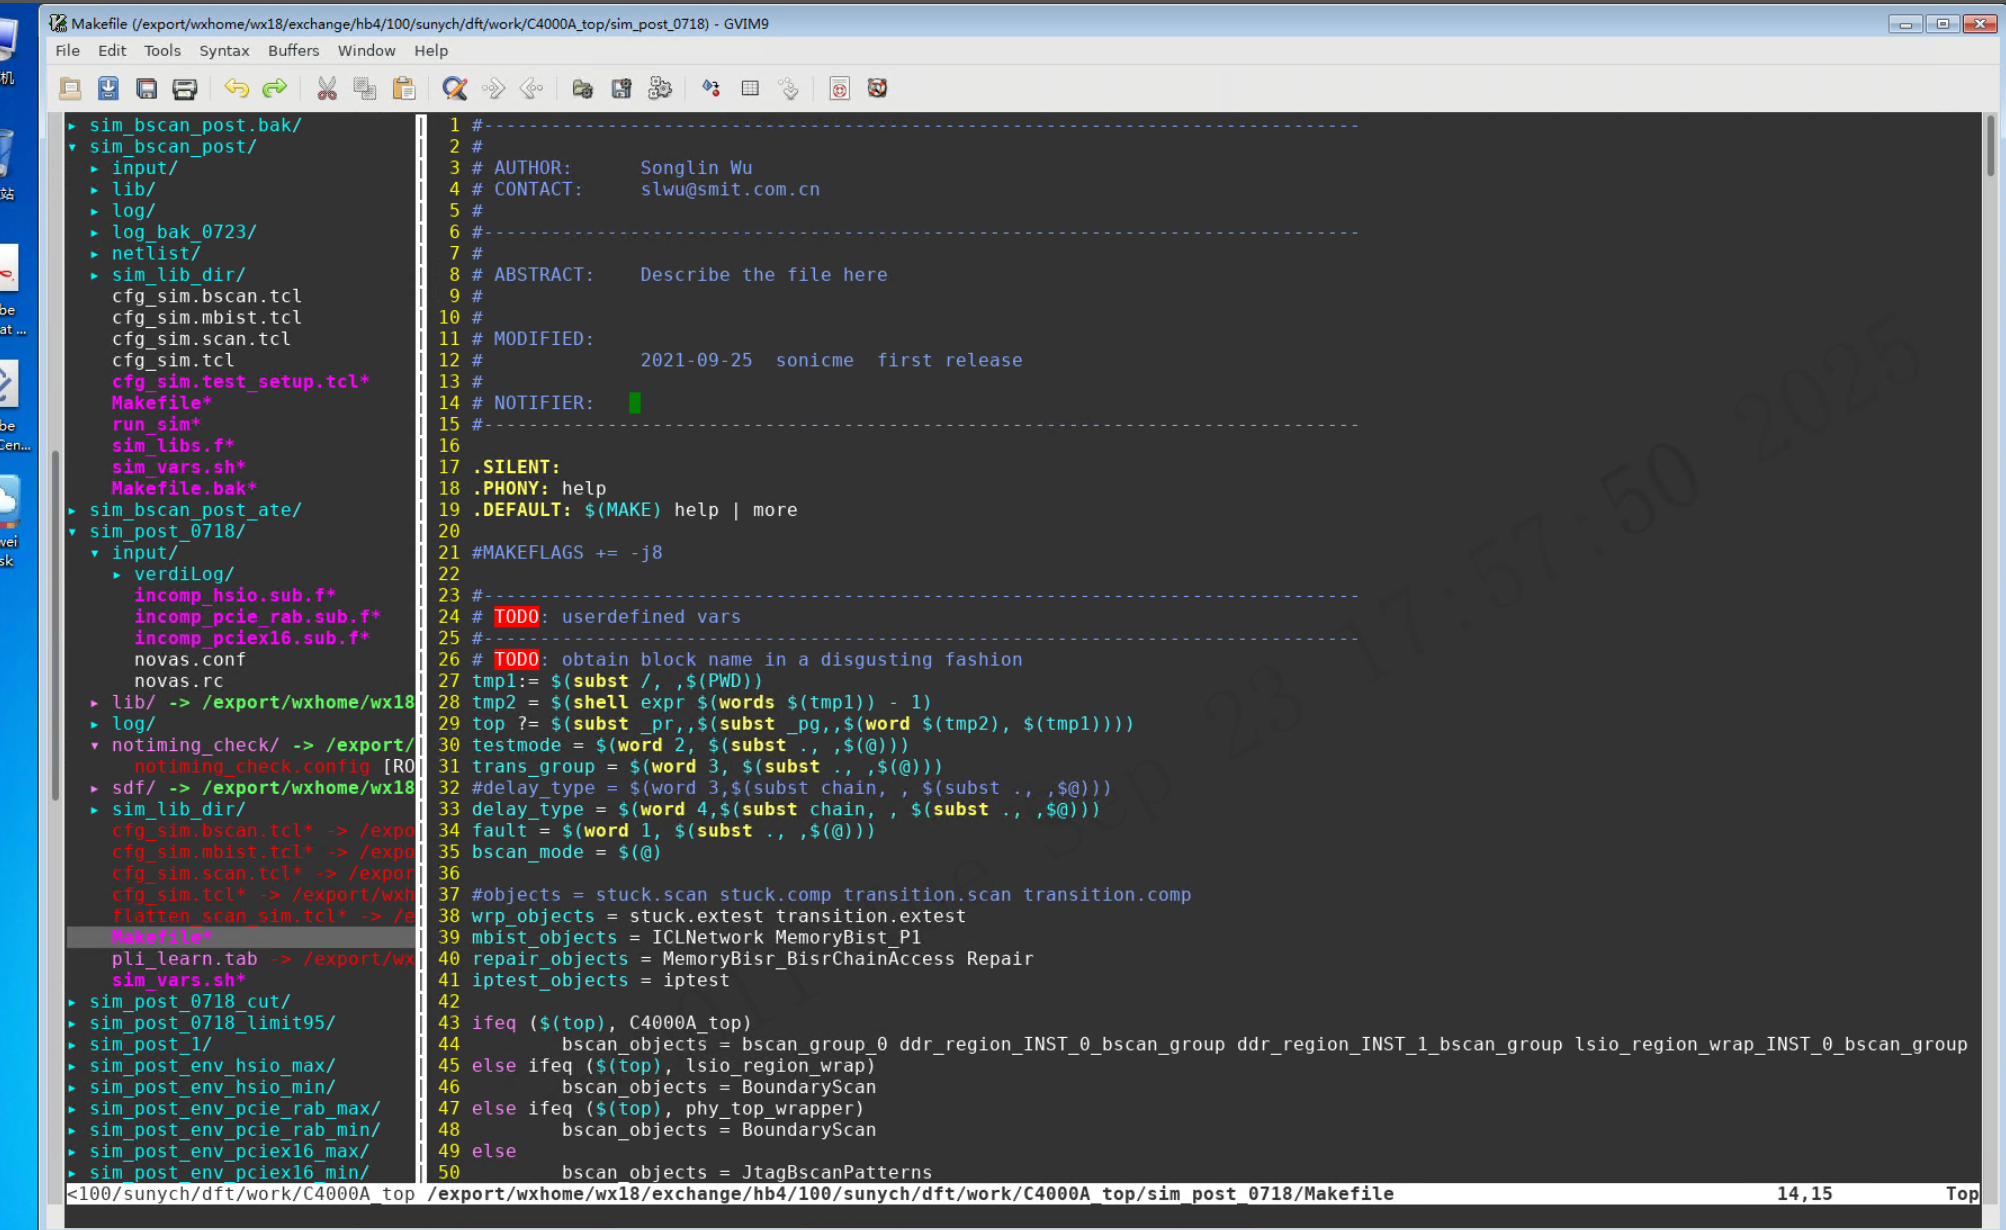 Makefile (/export/wxhome/wx18/exchange/hb4/100/sunych/dft/work/C4000A_top/sim_post_0718) - GVIM9
File Edit Tools Syntax Buffers Window Help
机
站
be
at ...
be
Cen...
wei
sk
▸ sim_bscan_post.bak/
▾ sim_bscan_post/
▸ input/
▸ lib/
▸ log/
▸ log_bak_0723/
▸ netlist/
▸ sim_lib_dir/
cfg_sim.bscan.tcl
cfg_sim.mbist.tcl
cfg_sim.scan.tcl
cfg_sim.tcl
cfg_sim.test_setup.tcl*
Makefile*
run_sim*
sim_libs.f*
sim_vars.sh*
Makefile.bak*
▸ sim_bscan_post_ate/
▾ sim_post_0718/
▾ input/
▸ verdiLog/
incomp_hsio.sub.f*
incomp_pcie_rab.sub.f*
incomp_pciex16.sub.f*
novas.conf
novas.rc
▸ lib/ -> /export/wxhome/wx18
▸ log/
▾ notiming_check/ -> /export/
notiming_check.config [RO
▸ sdf/ -> /export/wxhome/wx18
▸ sim_lib_dir/
cfg_sim.bscan.tcl* -> /expo
cfg_sim.mbist.tcl* -> /expo
cfg_sim.scan.tcl* -> /expor
cfg_sim.tcl* -> /export/wxh
flatten_scan_sim.tcl* -> /e
Makefile*
pli_learn.tab -> /export/wx
sim_vars.sh*
▸ sim_post_0718_cut/
▸ sim_post_0718_limit95/
▸ sim_post_1/
▸ sim_post_env_hsio_max/
▸ sim_post_env_hsio_min/
▸ sim_post_env_pcie_rab_max/
▸ sim_post_env_pcie_rab_min/
▸ sim_post_env_pciex16_max/
▸ sim_post_env_pciex16_min/
<100/sunych/dft/work/C4000A_top
1 #------------------------------------------------------------------------------
2 #
3 # AUTHOR: Songlin Wu
4 # CONTACT: slwu@smit.com.cn
5 #
6 #------------------------------------------------------------------------------
7 #
8 # ABSTRACT: Describe the file here
9 #
10 #
11 # MODIFIED:
12 # 2021-09-25 sonicme first release
13 #
14 # NOTIFIER:
15 #------------------------------------------------------------------------------
16
17 .SILENT:
18 .PHONY: help
19 .DEFAULT: $(MAKE) help | more
20
21 #MAKEFLAGS += -j8
22
23 #------------------------------------------------------------------------------
24 # TODO: userdefined vars
25 #------------------------------------------------------------------------------
26 # TODO: obtain block name in a disgusting fashion
27 tmp1:= $(subst /, ,$(PWD))
28 tmp2 = $(shell expr $(words $(tmp1)) - 1)
29 top ?= $(subst _pr,,$(subst _pg,,$(word $(tmp2), $(tmp1))))
30 testmode = $(word 2, $(subst ., ,$(@)))
31 trans_group = $(word 3, $(subst ., ,$(@)))
32 #delay_type = $(word 3,$(subst chain, , $(subst ., ,$@)))
33 delay_type = $(word 4,$(subst chain, , $(subst ., ,$@)))
34 fault = $(word 1, $(subst ., ,$(@)))
35 bscan_mode = $(@)
36
37 #objects = stuck.scan stuck.comp transition.scan transition.comp
38 wrp_objects = stuck.extest transition.extest
39 mbist_objects = ICLNetwork MemoryBist_P1
40 repair_objects = MemoryBisr_BisrChainAccess Repair
41 iptest_objects = iptest
42
43 ifeq ($(top), C4000A_top)
44 bscan_objects = bscan_group_0 ddr_region_INST_0_bscan_group ddr_region_INST_1_bscan_group lsio_region_wrap_INST_0_bscan_group
45 else ifeq ($(top), lsio_region_wrap)
46 bscan_objects = BoundaryScan
47 else ifeq ($(top), phy_top_wrapper)
48 bscan_objects = BoundaryScan
49 else
50 bscan_objects = JtagBscanPatterns
/export/wxhome/wx18/exchange/hb4/100/sunych/dft/work/C4000A_top/sim_post_0718/Makefile 14,15 Top
Sep 23 17:57:50 2025